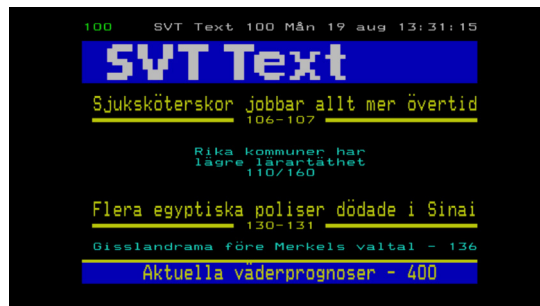 100 SVT Text 100 Mån 19 aug 13:31:15
SVT Text
Sjuksköterskor jobbar allt mer övertid
106-107
Rika kommuner har
lägre lärartäthet
110/160
Flera egyptiska poliser dödade i Sinai
130-131
Gisslandrama före Merkels valtal - 136
Aktuella väderprognoser - 400